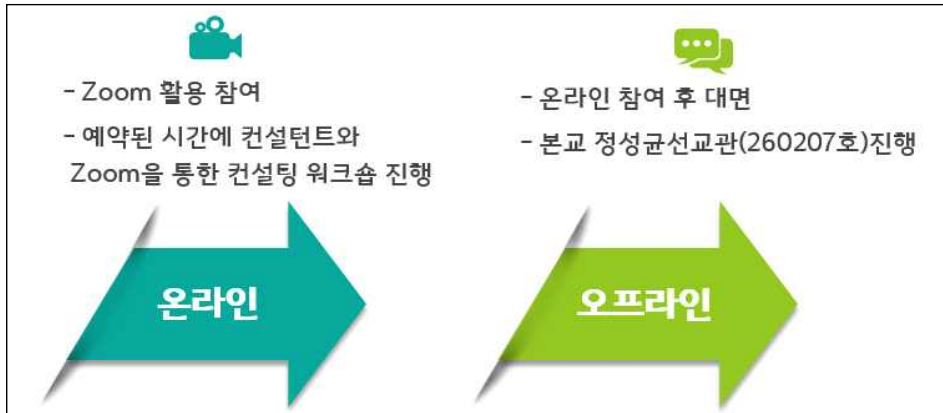 - Zoom 활용 참여
- 예약된 시간에 컨설턴트와
Zoom을 통한 컨설팅 워크숍 진행
온라인
- 온라인 참여 후 대면
- 본교 정성균선교관(260207호)진행
오프라인